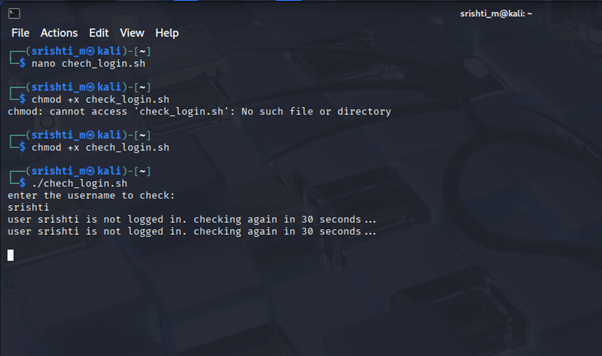 srishti_m@kali: ~
File Actions Edit View Help
┌──(srishti_m㉿kali)-[~]
└─$ nano chech_login.sh
┌──(srishti_m㉿kali)-[~]
└─$ chmod +x check_login.sh
chmod: cannot access 'check_login.sh': No such file or directory
┌──(srishti_m㉿kali)-[~]
└─$ chmod +x chech_login.sh
┌──(srishti_m㉿kali)-[~]
└─$ ./chech_login.sh
enter the username to check:
srishti
user srishti is not logged in. checking again in 30 seconds...
user srishti is not logged in. checking again in 30 seconds...